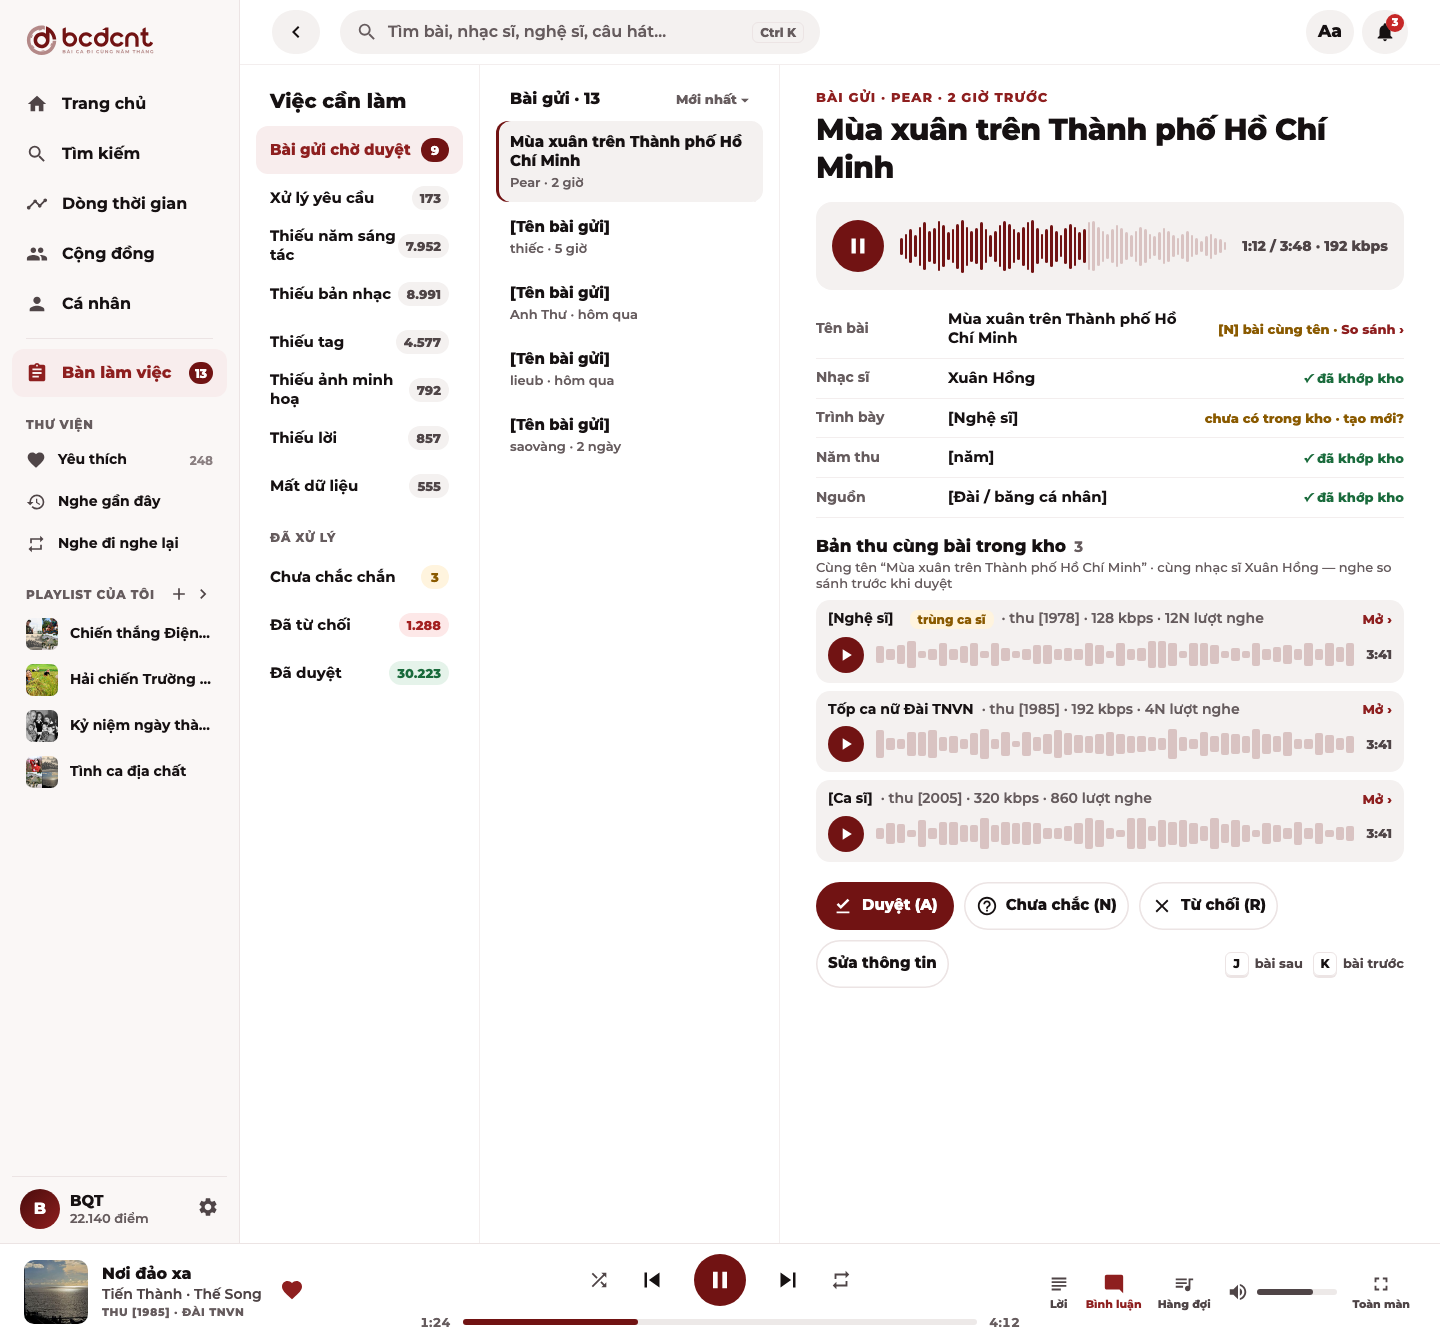 bcdcnt
BÀI CA ĐI CÙNG NĂM THÁNG
Trang chủ
Tìm kiếm
Dòng thời gian
Cộng đồng
Cá nhân
Bàn làm việc 13
THƯ VIỆN
Yêu thích 248
Nghe gần đây
Nghe đi nghe lại
PLAYLIST CỦA TÔI
Chiến thắng Điện...
Hải chiến Trường ...
Kỷ niệm ngày thà...
Tình ca địa chất
B
BQT
22.140 điểm
Tìm bài, nhạc sĩ, nghệ sĩ, câu hát... Ctrl K
Aa
3
Việc cần làm
Bài gửi chờ duyệt 9
Xử lý yêu cầu 173
Thiếu năm sáng
tác 7.952
Thiếu bản nhạc 8.991
Thiếu tag 4.577
Thiếu ảnh minh
hoạ 792
Thiếu lời 857
Mất dữ liệu 555
ĐÃ XỬ LÝ
Chưa chắc chắn 3
Đã từ chối 1.288
Đã duyệt 30.223
Bài gửi · 13 Mới nhất
Mùa xuân trên Thành phố Hồ
Chí Minh
Pear · 2 giờ
[Tên bài gửi]
thiếc · 5 giờ
[Tên bài gửi]
Anh Thư · hôm qua
[Tên bài gửi]
lieub · hôm qua
[Tên bài gửi]
saovàng · 2 ngày
BÀI GỬI · PEAR · 2 GIỜ TRƯỚC
Mùa xuân trên Thành phố Hồ Chí
Minh
1:12 / 3:48 · 192 kbps
Tên bài Mùa xuân trên Thành phố Hồ
Chí Minh [N] bài cùng tên · So sánh ›
Nhạc sĩ Xuân Hồng ✓ đã khớp kho
Trình bày [Nghệ sĩ] chưa có trong kho · tạo mới?
Năm thu [năm] ✓ đã khớp kho
Nguồn [Đài / băng cá nhân] ✓ đã khớp kho
Bản thu cùng bài trong kho 3
Cùng tên “Mùa xuân trên Thành phố Hồ Chí Minh” · cùng nhạc sĩ Xuân Hồng — nghe so
sánh trước khi duyệt
[Nghệ sĩ] trùng ca sĩ · thu [1978] · 128 kbps · 12N lượt nghe Mở ›
3:41
Tốp ca nữ Đài TNVN · thu [1985] · 192 kbps · 4N lượt nghe Mở ›
3:41
[Ca sĩ] · thu [2005] · 320 kbps · 860 lượt nghe Mở ›
3:41
Duyệt (A) Chưa chắc (N) Từ chối (R)
Sửa thông tin J bài sau K bài trước
Nơi đảo xa
Tiến Thành · Thế Song
THU [1985] · ĐÀI TNVN
1:24 4:12
Lời Bình luận Hàng đợi Toàn màn